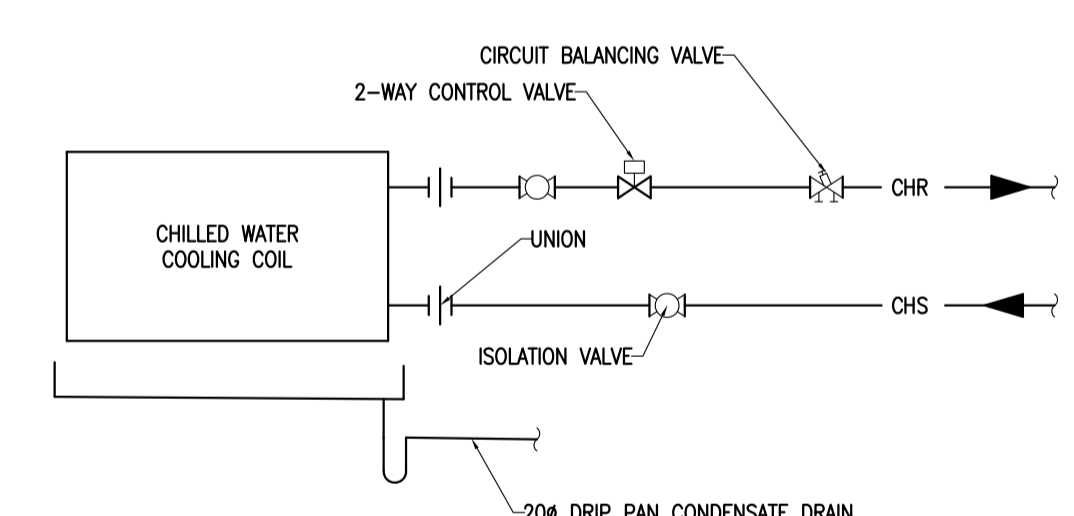 CIRCUIT BALANCING VALVE
2-WAY CONTROL VALVE
CHR
CHILLED WATER
COOLING COIL
UNION
CHS
ISOLATION VALVE
20ø DRIP PAN CONDENSATE DRAIN